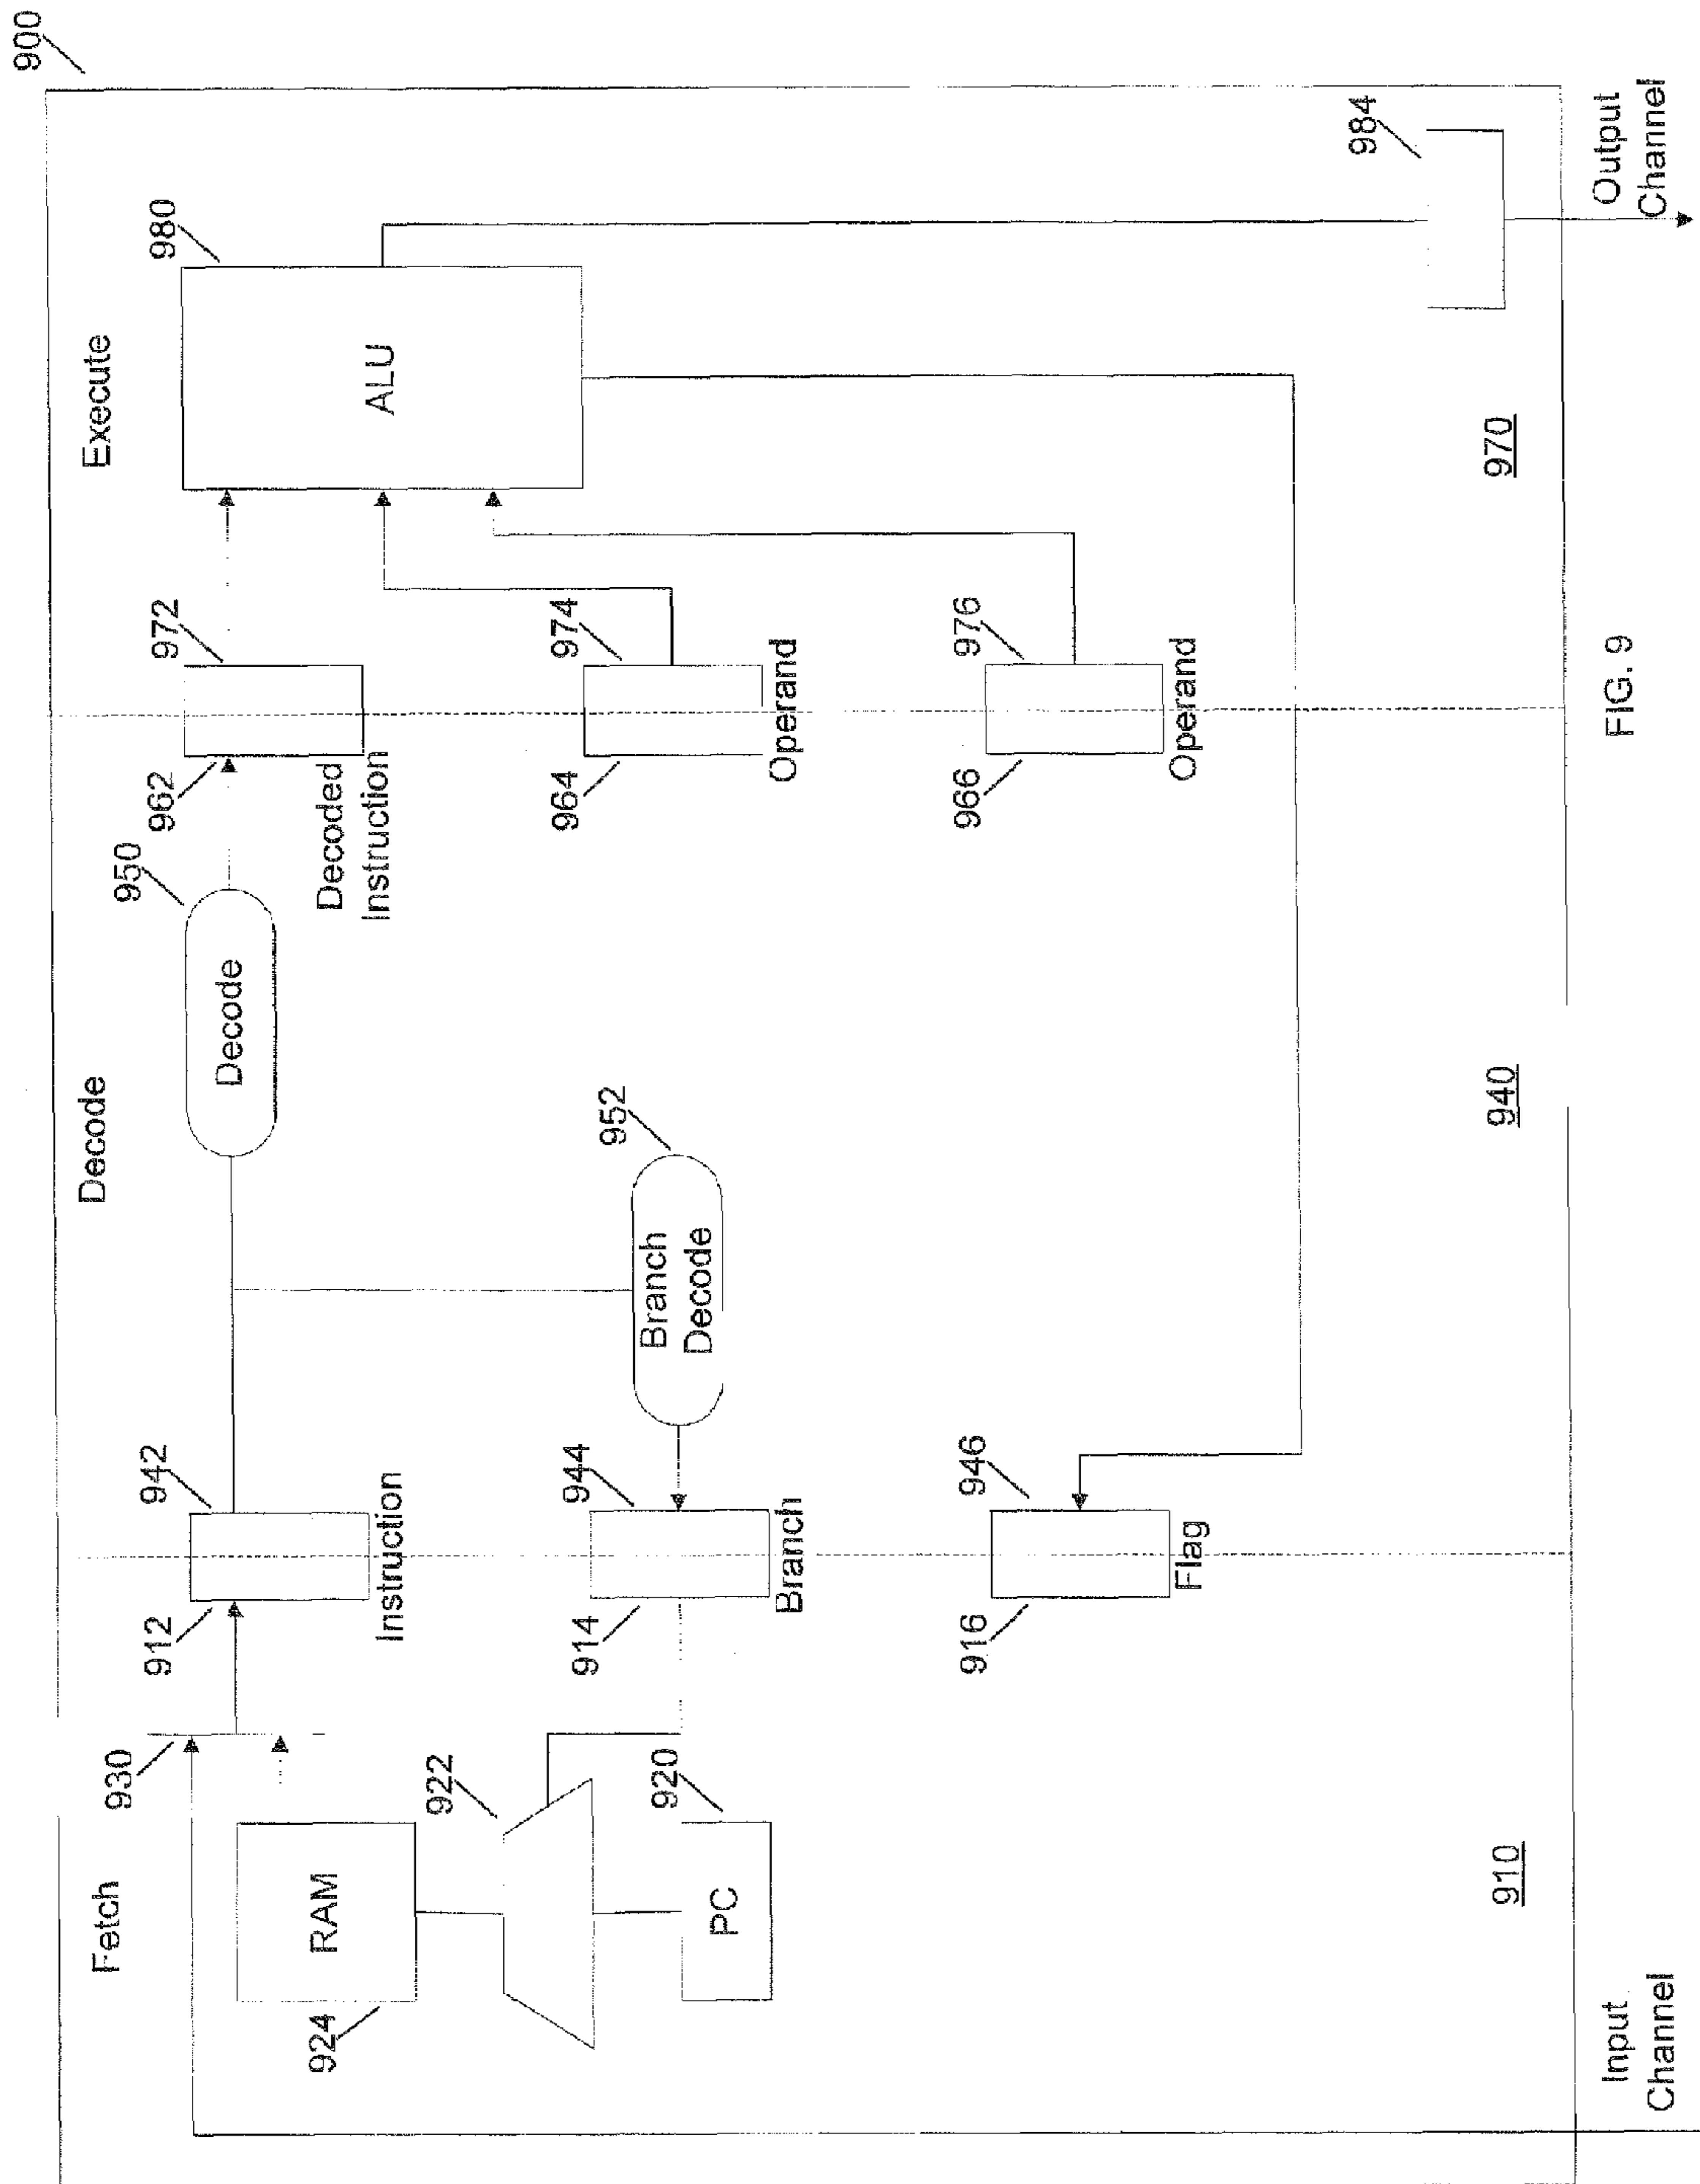 900
Fetch
Decode
Execute
930
912
942
950
962
972
980
924
RAM
Decode
ALU
Instruction
Decoded
Instruction
922
952
914
944
964
974
920
PC
Branch
Decode
Branch
Operand
916
946
966
976
Flag
Operand
984
910
940
970
Input
Channel
Output
Channel
FIG. 9